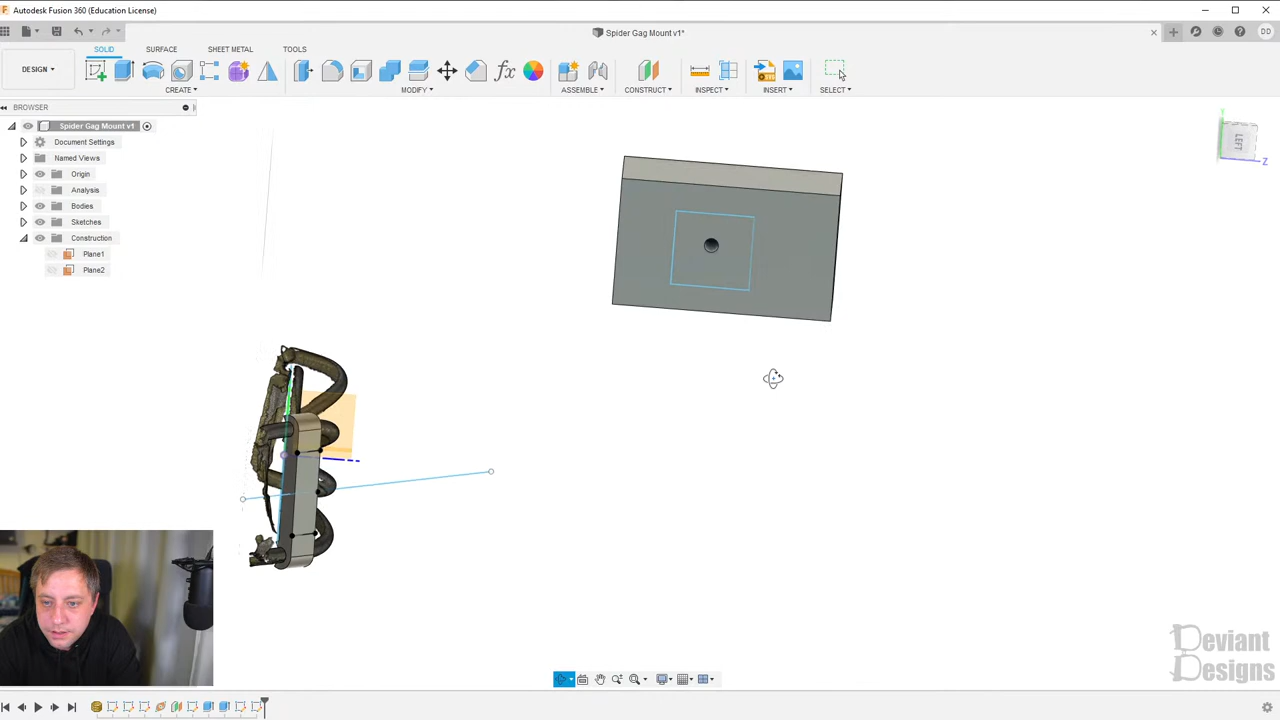 Autodesk Fusion 360 (Education License)
Spider Gag Mount v1*
DD
SOLID SURFACE SHEET METAL TOOLS
DESIGN
CREATE MODIFY ASSEMBLE CONSTRUCT INSPECT INSERT SELECT
BROWSER
Spider Gag Mount v1
Document Settings
Named Views
Origin
Analysis
Bodies
Sketches
Construction
Plane1
Plane2
LEFT
Z
Deviant
Designs